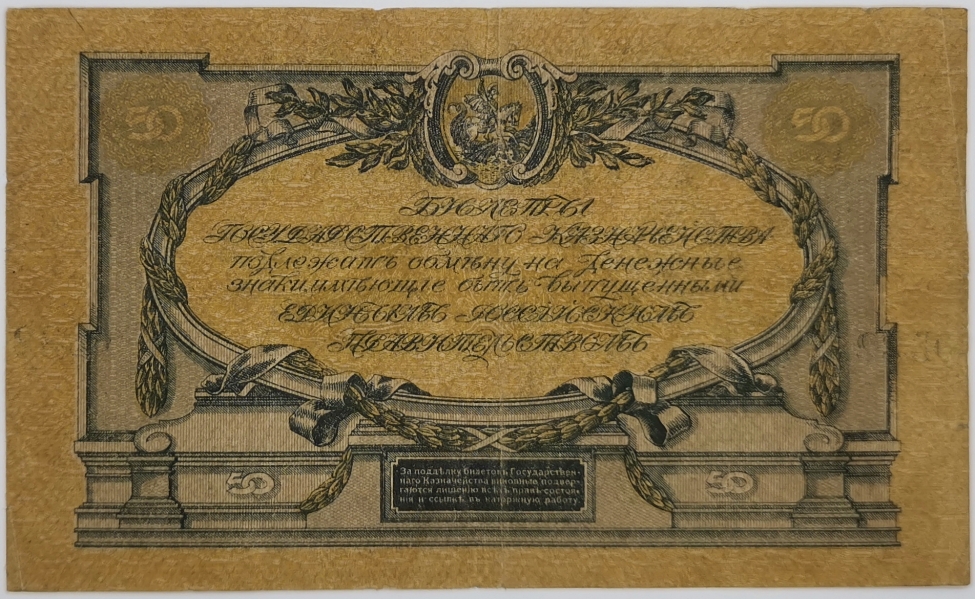 50 50
БИЛЕТЫ
ГОСУДАРСТВЕННАГО КАЗНАЧЕЙСТВА
подлежатъ обмѣну на денежные
знаки имѣющіе быть выпущенными
ЕДИНЫМЪ РОССІЙСКИМЪ
ПРАВИТЕЛЬСТВОМЪ
50 50
За поддѣлку билетовъ Государствен-
наго Казначейства виновные подвер-
гаются лишенію всѣхъ правъ состоя-
нія и ссылкѣ въ каторжную работу